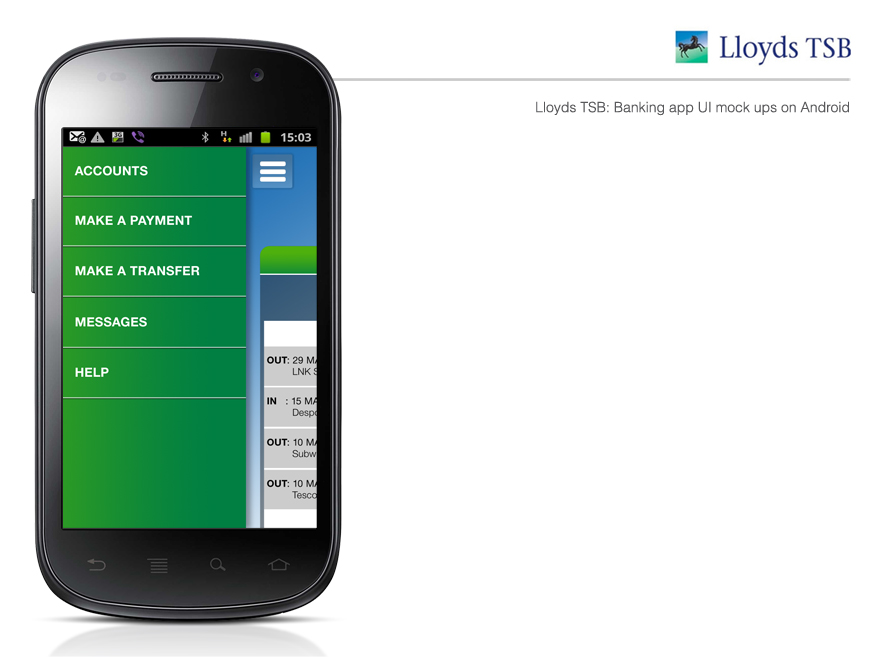 Lloyds TSB
Lloyds TSB: Banking app UI mock ups on Android
3G H 15:03
ACCOUNTS
MAKE A PAYMENT
MAKE A TRANSFER
MESSAGES
HELP
OUT: 29 MA
LNK S
IN : 15 MA
Despo
OUT: 10 MA
Subw
OUT: 10 MA
Tesco